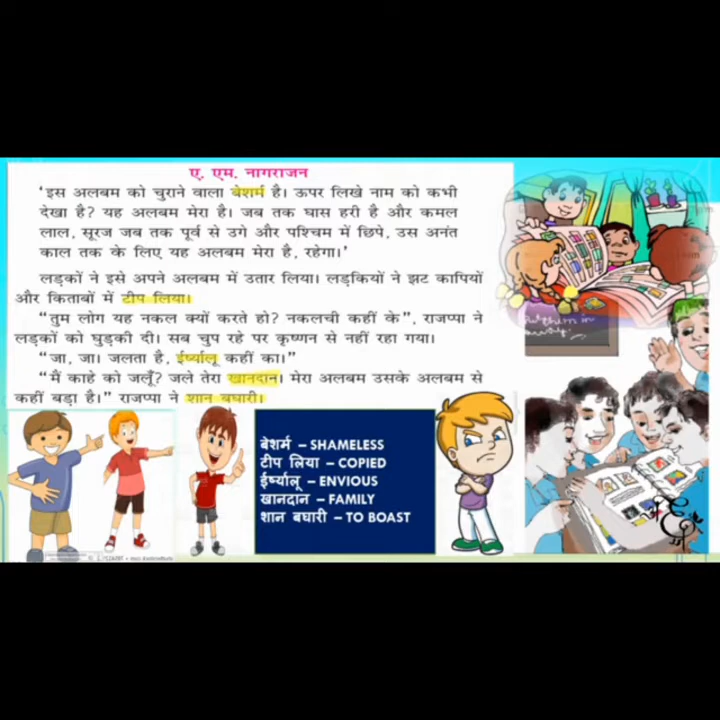 ए. एम. नागराजन
'इस अलबम को चुराने वाला बेशर्म है। ऊपर लिखे नाम को कभी
देखा है? यह अलबम मेरा है। जब तक घास हरी है और कमल
लाल, सूरज जब तक पूर्व से उगे और पश्चिम में छिपे, उस अनंत
काल तक के लिए यह अलबम मेरा है, रहेगा।'
लड़कों ने इसे अपने अलबम में उतार लिया। लड़कियों ने झट कापियों
और किताबों में टीप लिया।
"तुम लोग यह नकल क्यों करते हो? नकलची कहीं के", राजप्पा ने
लड़कों को घुड़की दी। सब चुप रहे पर कृष्णन से नहीं रहा गया।
"जा, जा। जलता है, ईर्ष्यालू कहीं का।"
"मैं काहे को जलूँ? जले तेरा खानदान। मेरा अलबम उसके अलबम से
कहीं बड़ा है।" राजप्पा ने शान बघारी।
बेशर्म – SHAMELESS
टीप लिया – COPIED
ईर्ष्यालू – ENVIOUS
खानदान – FAMILY
शान बघारी – TO BOAST